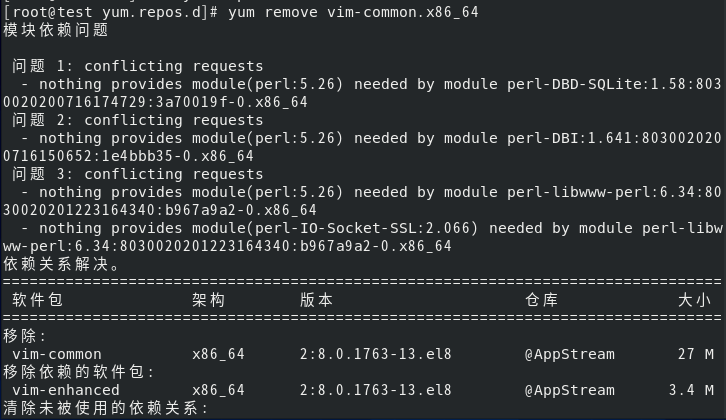 [root@test yum.repos.d]# yum remove vim-common.x86_64
模块依赖问题
问题 1: conflicting requests
- nothing provides module(perl:5.26) needed by module perl-DBD-SQLite:1.58:803
0020200716174729:3a70019f-0.x86_64
问题 2: conflicting requests
- nothing provides module(perl:5.26) needed by module perl-DBI:1.641:803002020
0716150652:1e4bbb35-0.x86_64
问题 3: conflicting requests
- nothing provides module(perl:5.26) needed by module perl-libwww-perl:6.34:80
30020201223164340:b967a9a2-0.x86_64
- nothing provides module(perl-IO-Socket-SSL:2.066) needed by module perl-libw
ww-perl:6.34:8030020201223164340:b967a9a2-0.x86_64
依赖关系解决。
================================================================================
软件包 架构 版本 仓库 大小
================================================================================
移除:
vim-common x86_64 2:8.0.1763-13.el8 @AppStream 27 M
移除依赖的软件包:
vim-enhanced x86_64 2:8.0.1763-13.el8 @AppStream 3.4 M
清除未被使用的依赖关系: